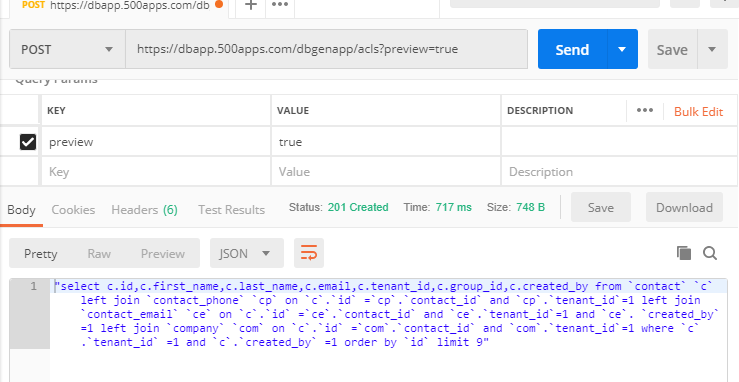 POST https://dbapp.500apps.com/db
POST https://dbapp.500apps.com/dbgenapp/acls?preview=true Send Save
Query Params
KEY VALUE DESCRIPTION ••• Bulk Edit
preview true
Key Value Description
Body Cookies Headers (6) Test Results Status: 201 Created Time: 717 ms Size: 748 B Save Download
Pretty Raw Preview JSON
1 "select c.id,c.first_name,c.last_name,c.email,c.tenant_id,c.group_id,c.created_by from `contact` `c`
left join `contact_phone` `cp` on `c`.`id` =`cp`.`contact_id` and `cp`.`tenant_id`=1 left join
`contact_email` `ce` on `c`.`id` =`ce`.`contact_id` and `ce`.`tenant_id`=1 and `ce`. `created_by`
=1 left join `company` `com` on `c`.`id` =`com`.`contact_id` and `com`.`tenant_id`=1 where `c`
.`tenant_id` =1 and `c`.`created_by` =1 order by `id` limit 9"